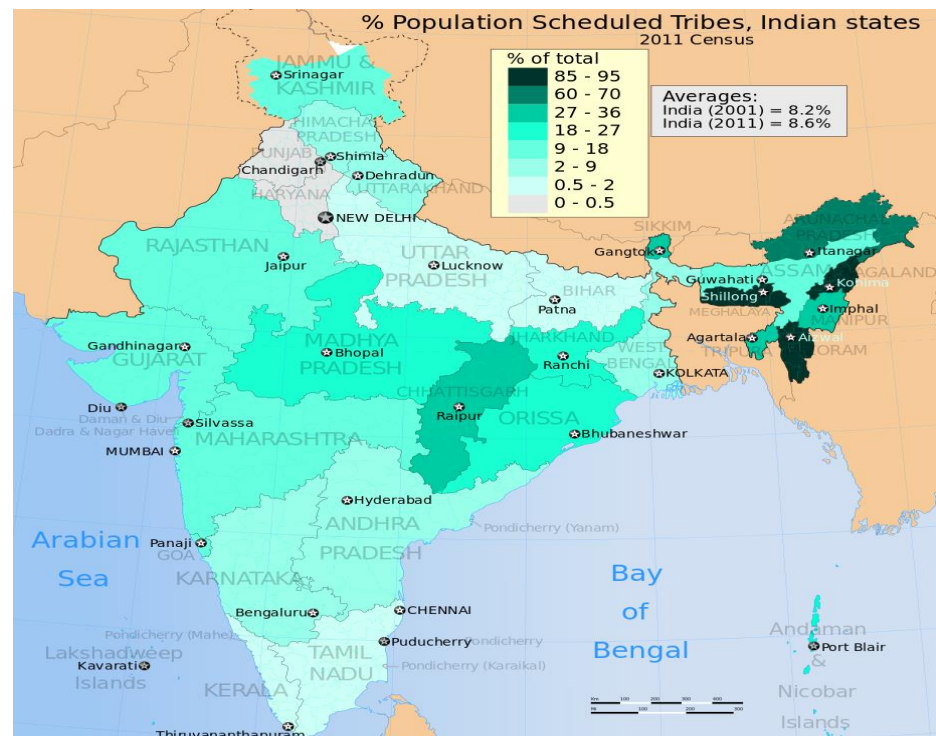 % Population Scheduled Tribes, Indian states
2011 Census
% of total
85 - 95
60 - 70
27 - 36
18 - 27
9 - 18
2 - 9
0.5 - 2
0 - 0.5
Averages:
India (2001) = 8.2%
India (2011) = 8.6%
JAMMU &
KASHMIR
Srinagar
HIMACHAL
PRADESH
PUNJAB
Shimla
Chandigarh
Dehradun
UTTARAKHAND
HARYANA
NEW DELHI
RAJASTHAN
Jaipur
UTTAR
PRADESH
Lucknow
BIHAR
Patna
SIKKIM
Gangtok
ARUNACHAL
PRADESH
Itanagar
ASSAM
Guwahati
NAGALAND
Kohima
Shillong
MEGHALAYA
Imphal
MANIPUR
Agartala
Aizwal
Gandhinagar
GUJARAT
MADHYA
PRADESH
Bhopal
JHARKHAND
Ranchi
WEST
BENGAL
KOLKATA
CHHATTISGARH
Raipur
ORISSA
Bhubaneshwar
Diu
Daman & Diu
Dadra & Nagar Haveli
Silvassa
MAHARASHTRA
MUMBAI
Hyderabad
ANDHRA
PRADESH
Pondicherry (Yanam)
Arabian
Sea
Panaji
GOA
KARNATAKA
Bay
of
Bengal
Bengaluru
CHENNAI
Pondicherry (Mahe)
Puducherry
Pondicherry
Lakshadweep
Islands
Kavarati
TAMIL
NADU
Pondicherry (Karaikal)
KERALA
Thiruvananthapuram
Andaman
&
Nicobar
Islands
Port Blair